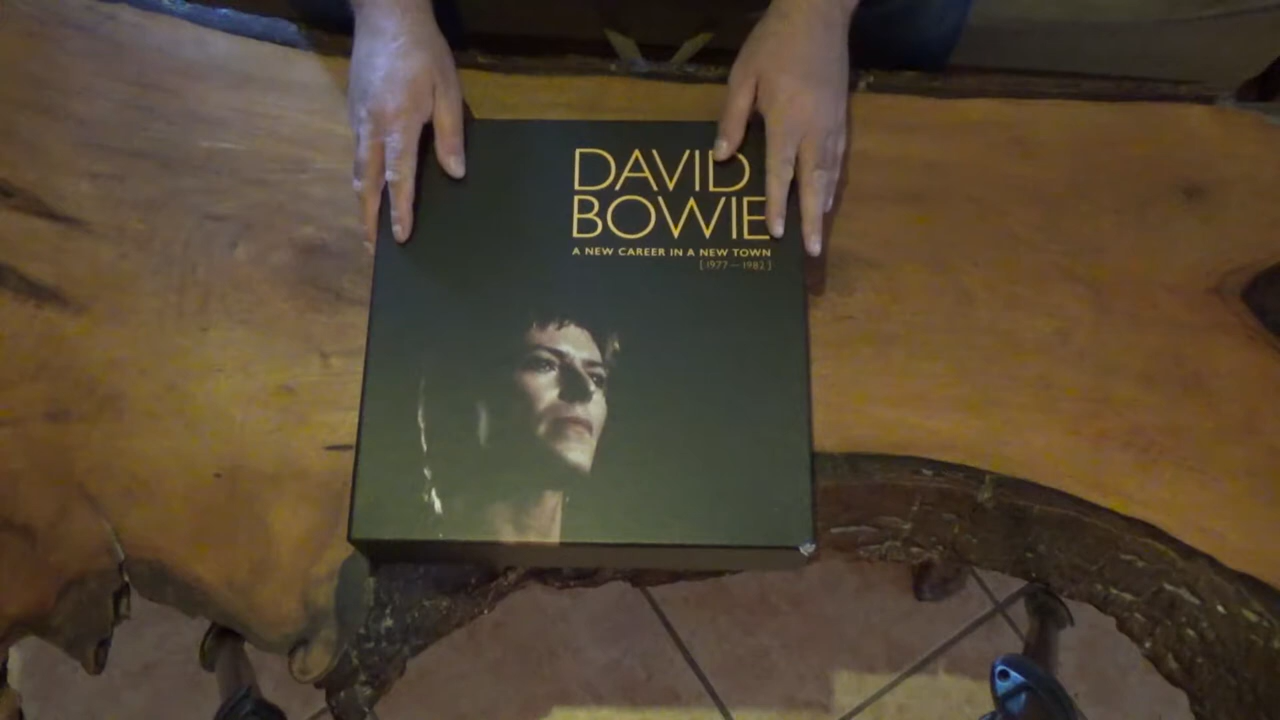 DAVID
BOWIE
A NEW CAREER IN A NEW TOWN
[1977—1982]